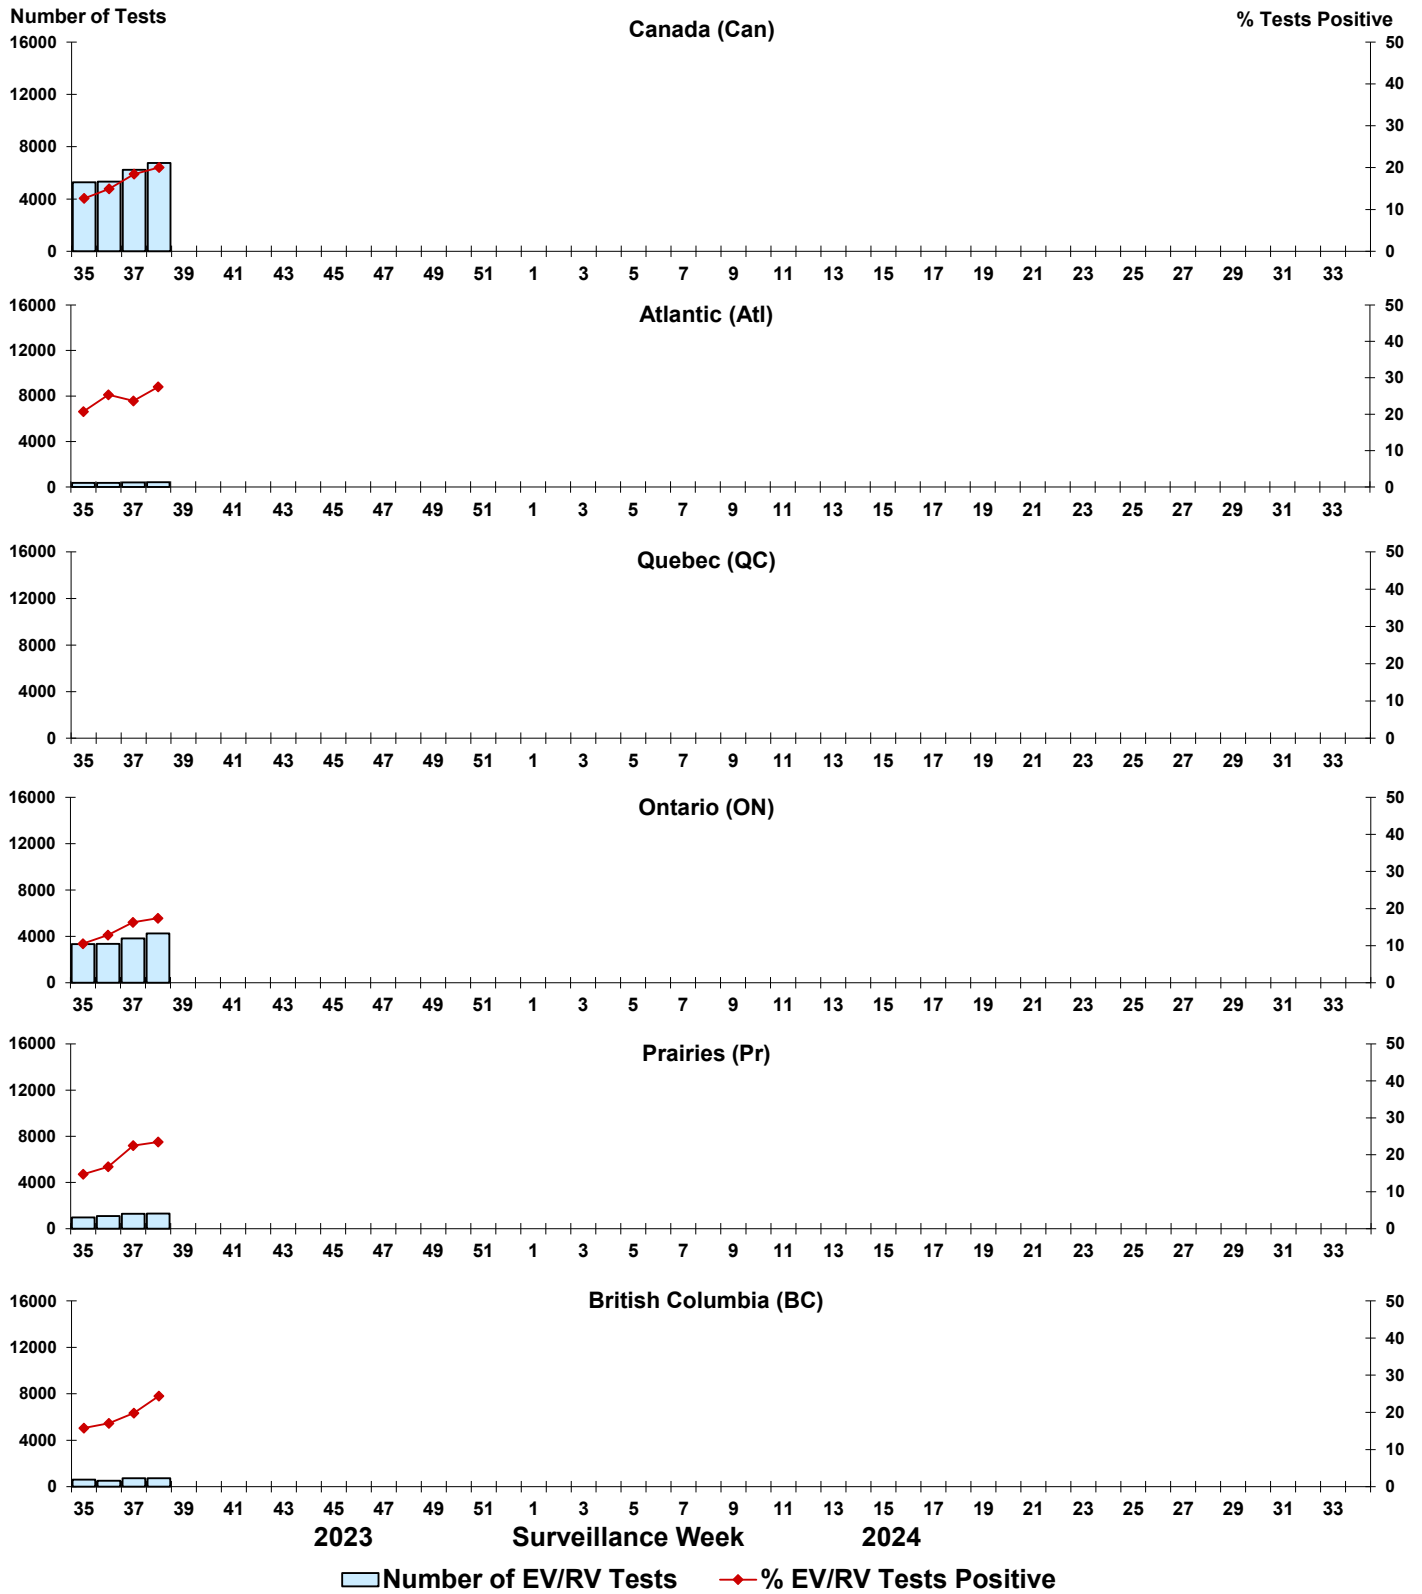 Number of Tests
Canada (Can)
% Tests Positive
16000 50
12000 40
8000 30
4000 20
0 10
0
35 37 39 41 43 45 47 49 51 1 3 5 7 9 11 13 15 17 19 21 23 25 27 29 31 33
Atlantic (Atl)
16000 50
12000 40
8000 30
4000 20
0 10
0
35 37 39 41 43 45 47 49 51 1 3 5 7 9 11 13 15 17 19 21 23 25 27 29 31 33
Quebec (QC)
16000 50
12000 40
8000 30
4000 20
0 10
0
35 37 39 41 43 45 47 49 51 1 3 5 7 9 11 13 15 17 19 21 23 25 27 29 31 33
Ontario (ON)
16000 50
12000 40
8000 30
4000 20
0 10
0
35 37 39 41 43 45 47 49 51 1 3 5 7 9 11 13 15 17 19 21 23 25 27 29 31 33
Prairies (Pr)
16000 50
12000 40
8000 30
4000 20
0 10
0
35 37 39 41 43 45 47 49 51 1 3 5 7 9 11 13 15 17 19 21 23 25 27 29 31 33
British Columbia (BC)
16000 50
12000 40
8000 30
4000 20
0 10
0
35 37 39 41 43 45 47 49 51 1 3 5 7 9 11 13 15 17 19 21 23 25 27 29 31 33
2023 Surveillance Week 2024
Number of EV/RV Tests % EV/RV Tests Positive